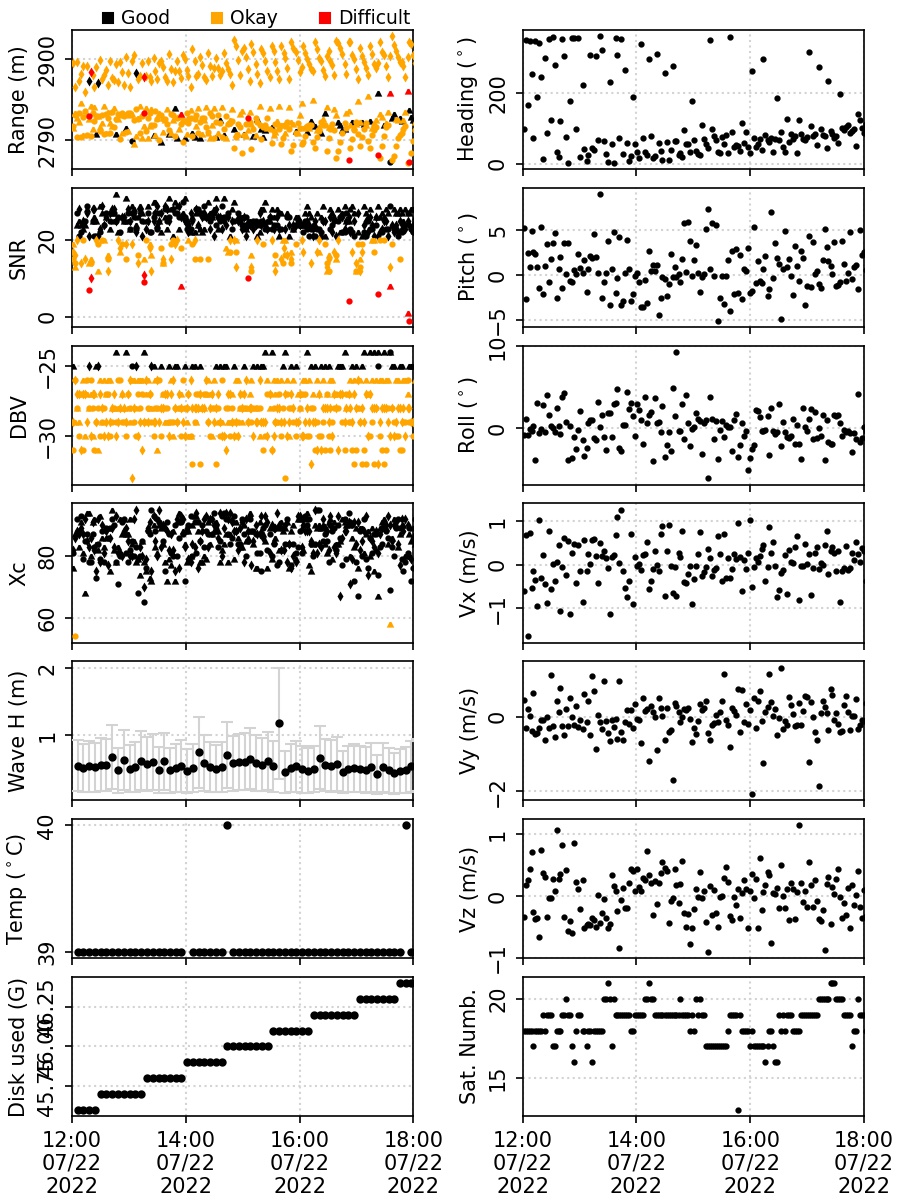 Good Okay Difficult
Range (m)
2900
2790
Heading (°)
200
0
SNR
20
0
Pitch (°)
5
0
−5
DBV
−25
−30
Roll (°)
10
0
Xc
80
60
Vx (m/s)
1
0
−1
Wave H (m)
2
1
Vy (m/s)
0
−2
Temp (°C)
40
39
Vz (m/s)
1
0
−1
Disk used (G)
46.25
46.00
45.75
Sat. Numb.
20
15
12:00 14:00 16:00 18:00
07/22 07/22 07/22 07/22
2022 2022 2022 2022
12:00 14:00 16:00 18:00
07/22 07/22 07/22 07/22
2022 2022 2022 2022